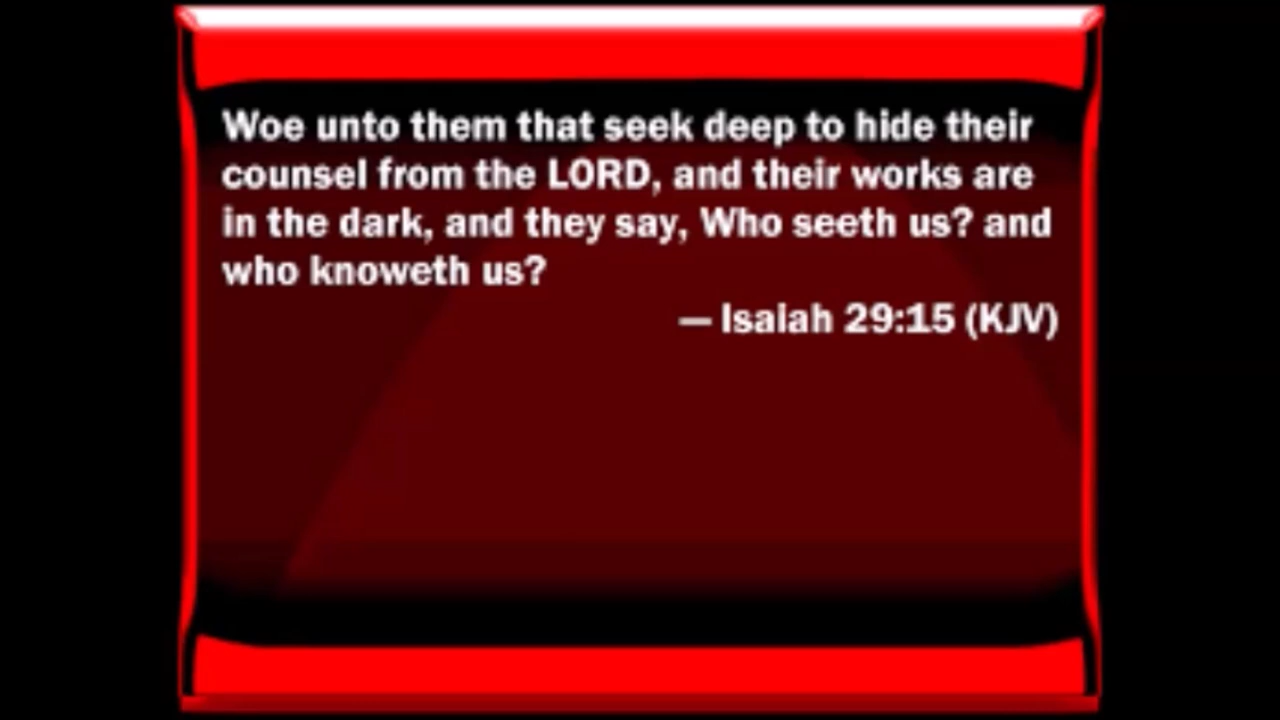 Woe unto them that seek deep to hide their
counsel from the LORD, and their works are
in the dark, and they say, Who seeth us? and
who knoweth us?
— Isaiah 29:15 (KJV)